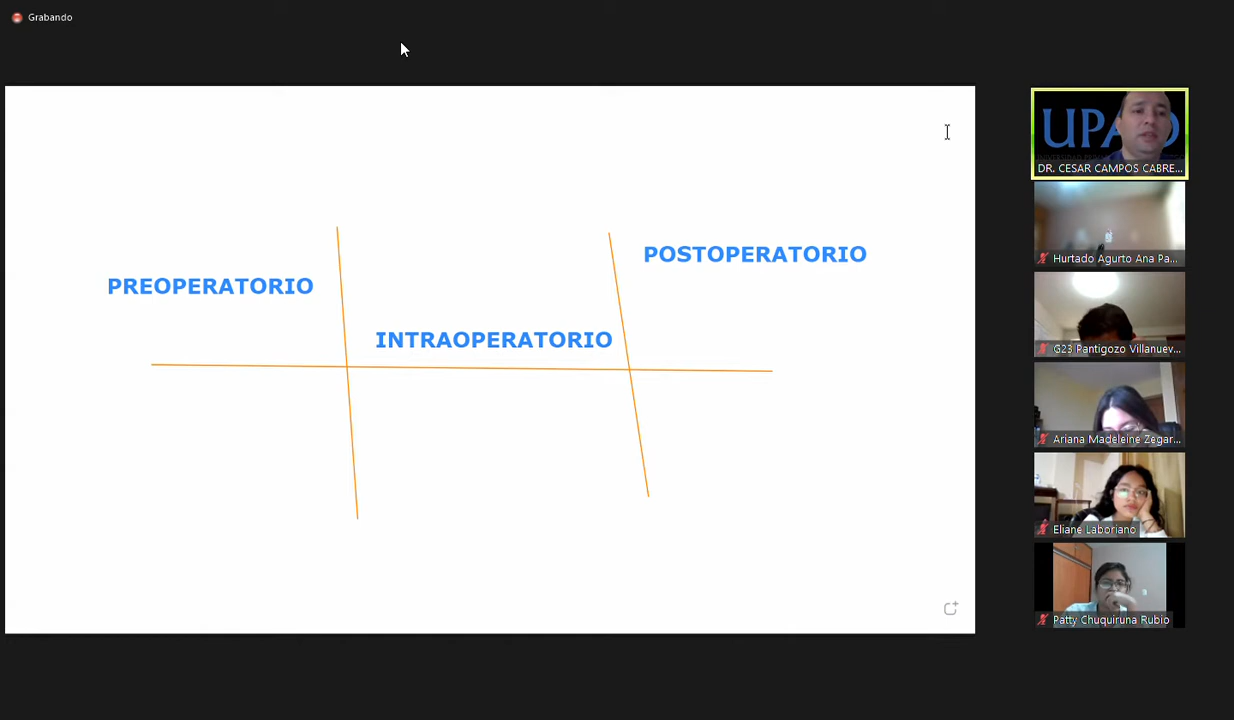 Grabando
POSTOPERATORIO
PREOPERATORIO
INTRAOPERATORIO
DR. CESAR CAMPOS CABRE...
Hurtado Agurto Ana Pa...
G23 Pantigozo Villanuev...
Ariana Madeleine Zegar...
Eliane Laboriano
Patty Chuquiruna Rubio